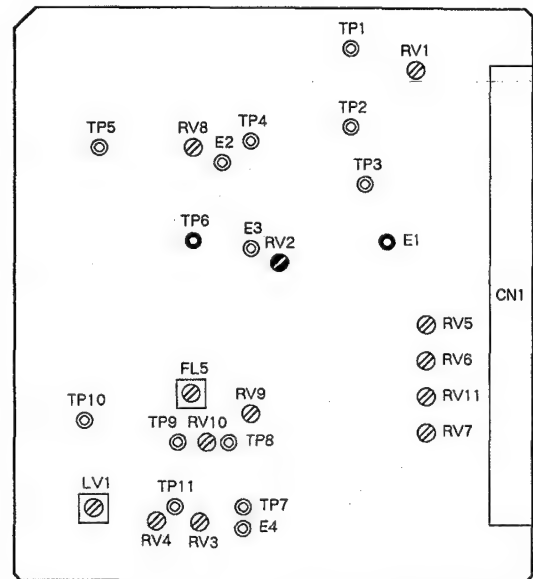 TP1
RV1
TP5
RV8
E2
TP4
TP2
TP3
TP6
E3
RV2
E1
CN1
RV5
RV6
RV11
RV7
FL5
TP10
RV9
TP9
RV10
TP8
LV1
TP11
TP7
RV4
RV3
E4